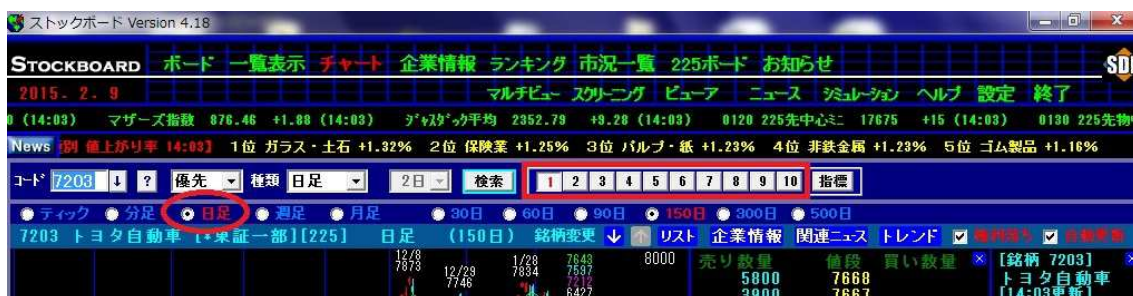 ストックボード Version 4.18
STOCKBOARD ボード 一覧表示 チャート 企業情報 ランキング 市況一覧 225ボード お知らせ
2015. 2. 9 マルチビュー スクリーニング ビューア ニュース シミュレーション ヘルプ 設定 終了
(14:03) マザーズ指数 876.46 +1.88 (14:03) ジャスダック平均 2352.79 +9.28 (14:03) 0120 225先中心ミニ 17675 +15 (14:03) 0130 225先物
News 別 値上がり率 14:03] 1位 ガラス・土石 +1.32% 2位 保険業 +1.25% 3位 パルプ・紙 +1.23% 4位 非鉄金属 +1.23% 5位 ゴム製品 +1.16%
コード 7203 ↓ ? 優先 種類 日足 2日 検索 1 2 3 4 5 6 7 8 9 10 指標
ティック 分足 日足 週足 月足 30日 60日 90日 150日 300日 500日
7203 トヨタ自動車 [*東証一部][225] 日足 (150日) 銘柄変更 ↓ ↑ リスト 企業情報 関連ニュース トレンド 権利落ち 自動更新
12/8 1/28 7643 8000 売り数量 値段 買い数量 × [銘柄 7203]
7873 12/29 7834 7597 5800 7668 トヨタ自動車
7746 7212 3900 7667 [14:03更新]
6427